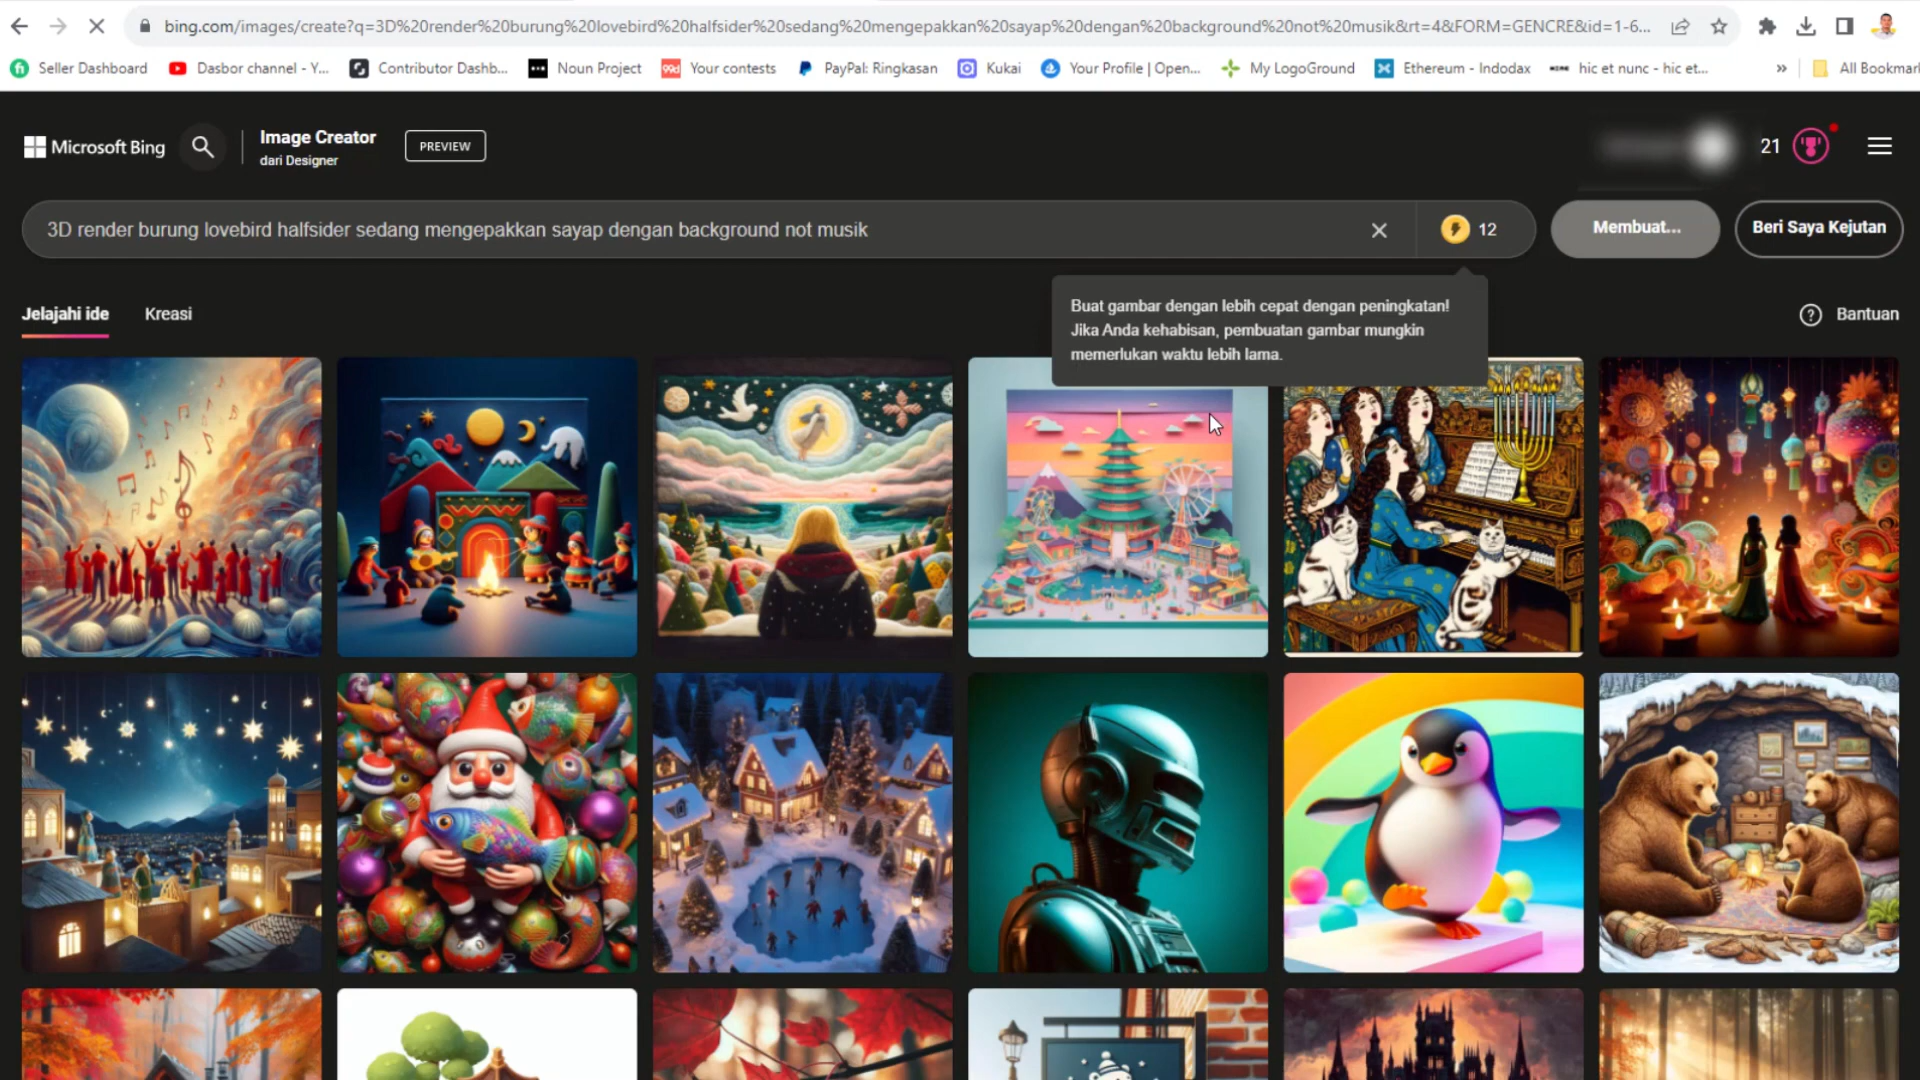 bing.com/images/create?q=3D%20render%20burung%20lovebird%20halfsider%20sedang%20mengepakkan%20sayap%20dengan%20background%20not%20musik&rt=4&FORM=GENCRE&id=1-6...
Seller Dashboard
Dasbor channel - Y...
Contributor Dashb...
Noun Project
99d Your contests
PayPal: Ringkasan
Kukai
Your Profile | Open...
My LogoGround
Ethereum - Indodax
hic et nunc - hic et...
»
All Bookmar
Microsoft Bing
Image Creator
dari Designer
PREVIEW
21
3D render burung lovebird halfsider sedang mengepakkan sayap dengan background not musik
12
Membuat...
Beri Saya Kejutan
Buat gambar dengan lebih cepat dengan peningkatan!
Jika Anda kehabisan, pembuatan gambar mungkin
memerlukan waktu lebih lama.
Jelajahi ide
Kreasi
Bantuan